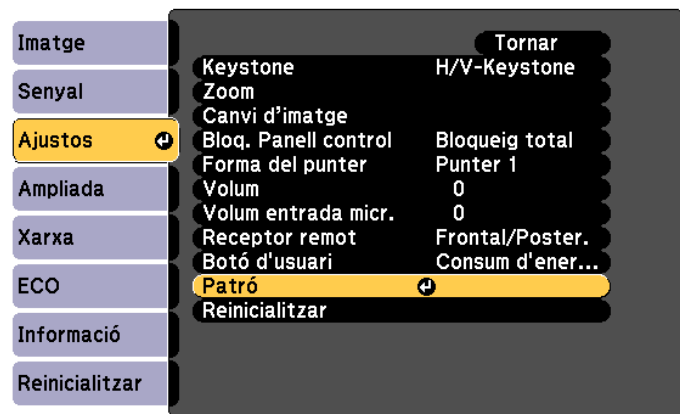 Imatge
Senyal
Ajustos
Ampliada
Xarxa
ECO
Informació
Reinicialitzar
Tornar
Keystone H/V-Keystone
Zoom
Canvi d'imatge
Bloq. Panell control Bloqueig total
Forma del punter Punter 1
Volum 0
Volum entrada micr. 0
Receptor remot Frontal/Poster.
Botó d'usuari Consum d'ener...
Patró
Reinicialitzar